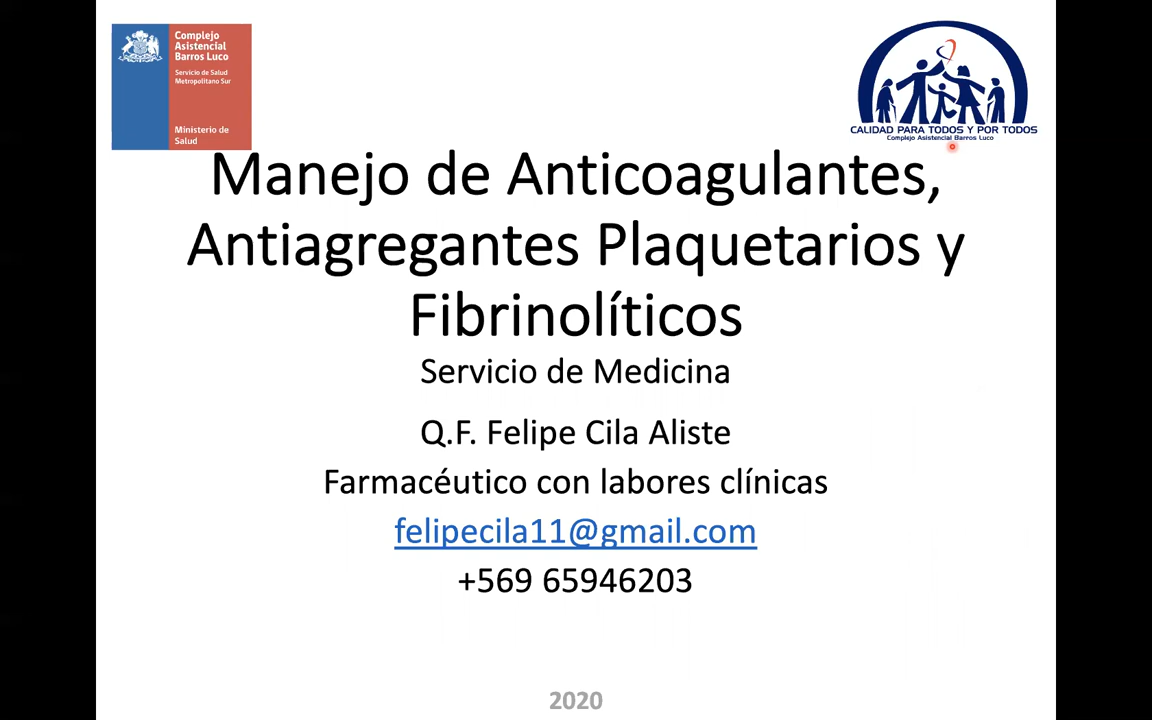 Complejo
Asistencial
Barros Luco
Servicio de Salud
Metropolitano Sur
Ministerio de
Salud
CALIDAD PARA TODOS Y POR TODOS
Complejo Asistencial Barros Luco
Manejo de Anticoagulantes,
Antiagregantes Plaquetarios y
Fibrinolíticos
Servicio de Medicina
Q.F. Felipe Cila Aliste
Farmacéutico con labores clínicas
felipecila11@gmail.com
+569 65946203
2020